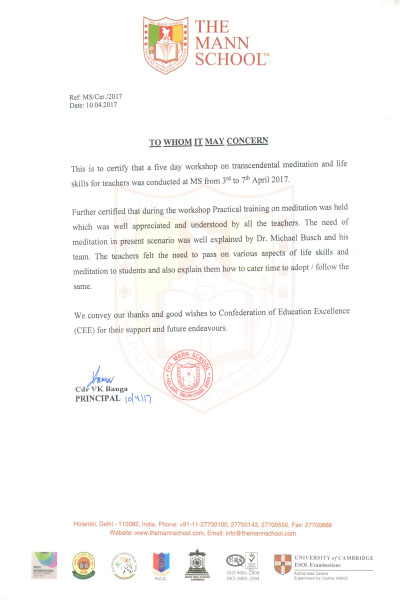 THE
MANN
SCHOOL™
Ref: MS/Cer./2017
Date: 10.04.2017
TO WHOM IT MAY CONCERN
This is to certify that a five day workshop on transcendental meditation and life
skills for teachers was conducted at MS from 3rd to 7th April 2017.
Further certified that during the workshop Practical training on meditation was held
which was well appreciated and understood by all the teachers. The need of
meditation in present scenario was well explained by Dr. Michael Busch and his
team. The teachers felt the need to pass on various aspects of life skills and
meditation to students and also explain them how to cater time to adopt / follow the
same.
We convey our thanks and good wishes to Confederation of Education Excellence
(CEE) for their support and future endeavours.
THE MANN SCHOOL
Cdr VK Banga
PRINCIPAL 10/4/17
Holambi, Delhi - 110082, India, Phone: +91-11-27700100, 27700143, 27700550, Fax: 27700666
Website: www.themannschool.com, Email: info@themannschool.com
N.C.C.
ISO-9001:2008
ISO-14001:2004
UNIVERSITY of CAMBRIDGE
ESOL Examinations
Authorised Centre